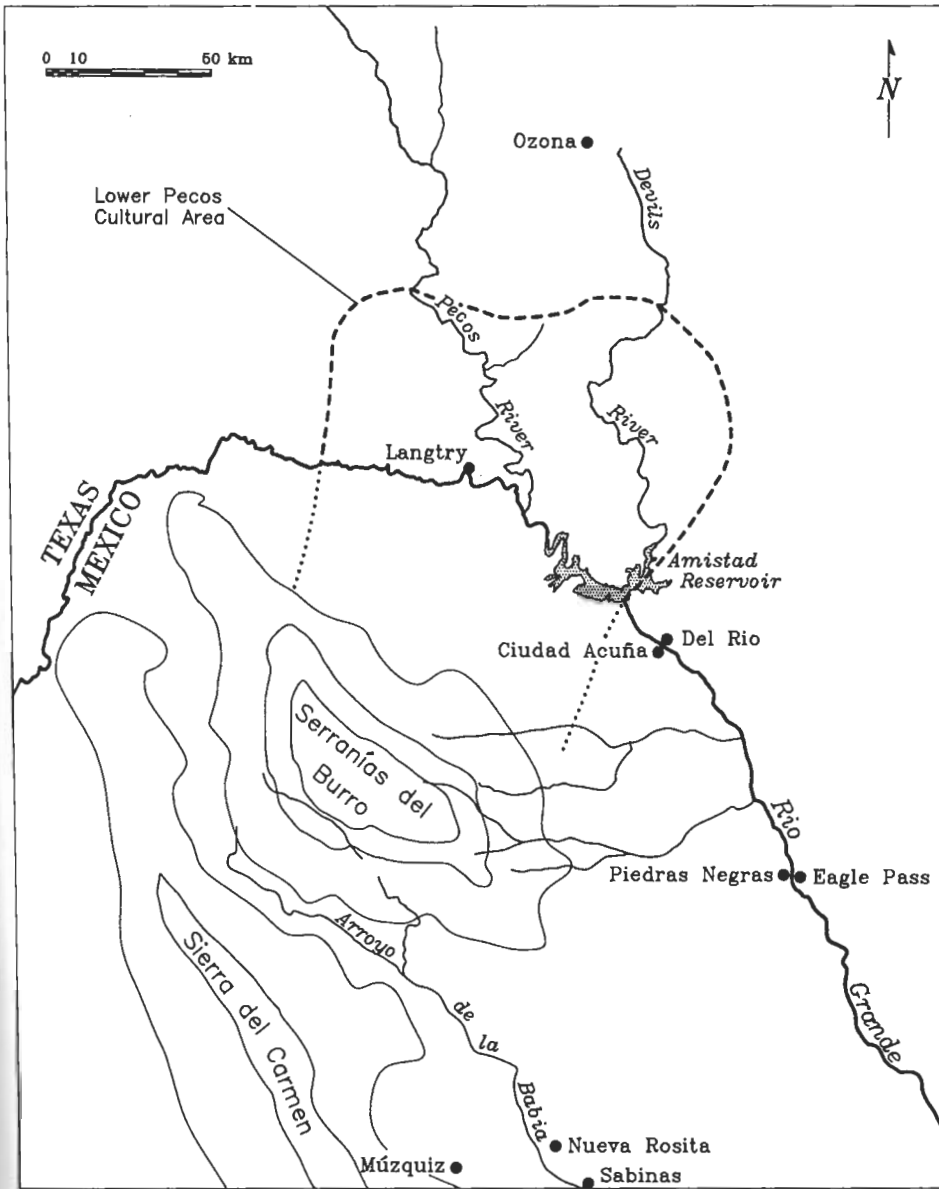 0 10 50 km
N
Ozona
Devils
Lower Pecos
Cultural Area
Pecos
River
River
Langtry
TEXAS
MEXICO
Amistad
Reservoir
Del Rio
Ciudad Acuña
Serranías del
Burro
Rio
Piedras Negras
Eagle Pass
Arroyo
Sierra del Carmen
de
la
Grande
Babia
Nueva Rosita
Múzquiz
Sabinas